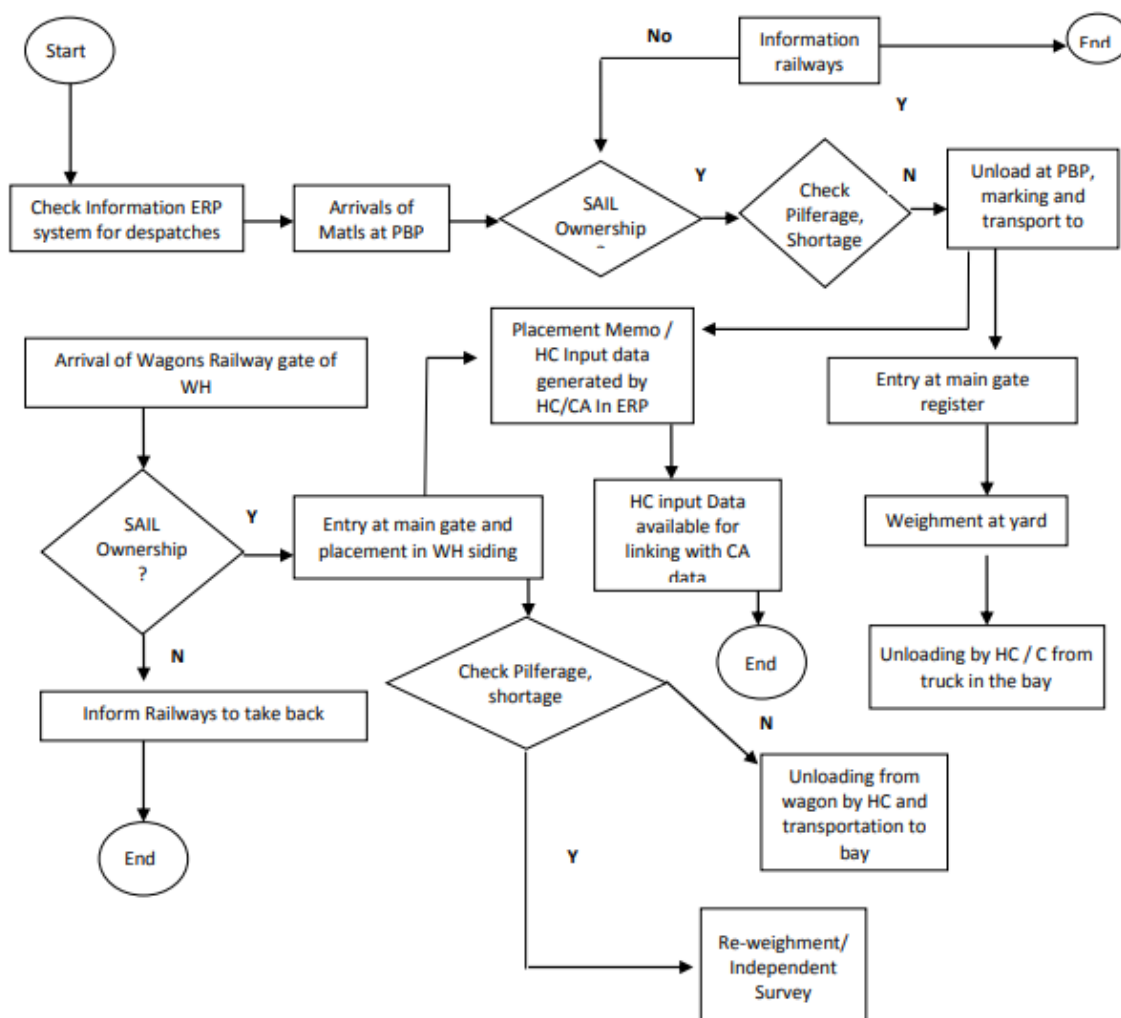 Start
No
Information
railways
End
Y
Check Information ERP
system for despatches
Arrivals of
Matls at PBP
SAIL
Ownership
?
Y
Check
Pilferage,
Shortage
N
Unload at PBP,
marking and
transport to
Arrival of Wagons Railway gate of
WH
Placement Memo /
HC Input data
generated by
HC/CA In ERP
Entry at main gate
register
SAIL
Ownership
?
Y
Entry at main gate and
placement in WH siding
HC input Data
available for
linking with CA
data
Weighment at yard
N
Check Pilferage,
shortage
End
Unloading by HC / C from
truck in the bay
Inform Railways to take back
N
Unloading from
wagon by HC and
transportation to
bay
End
Y
Re-weighment/
Independent
Survey